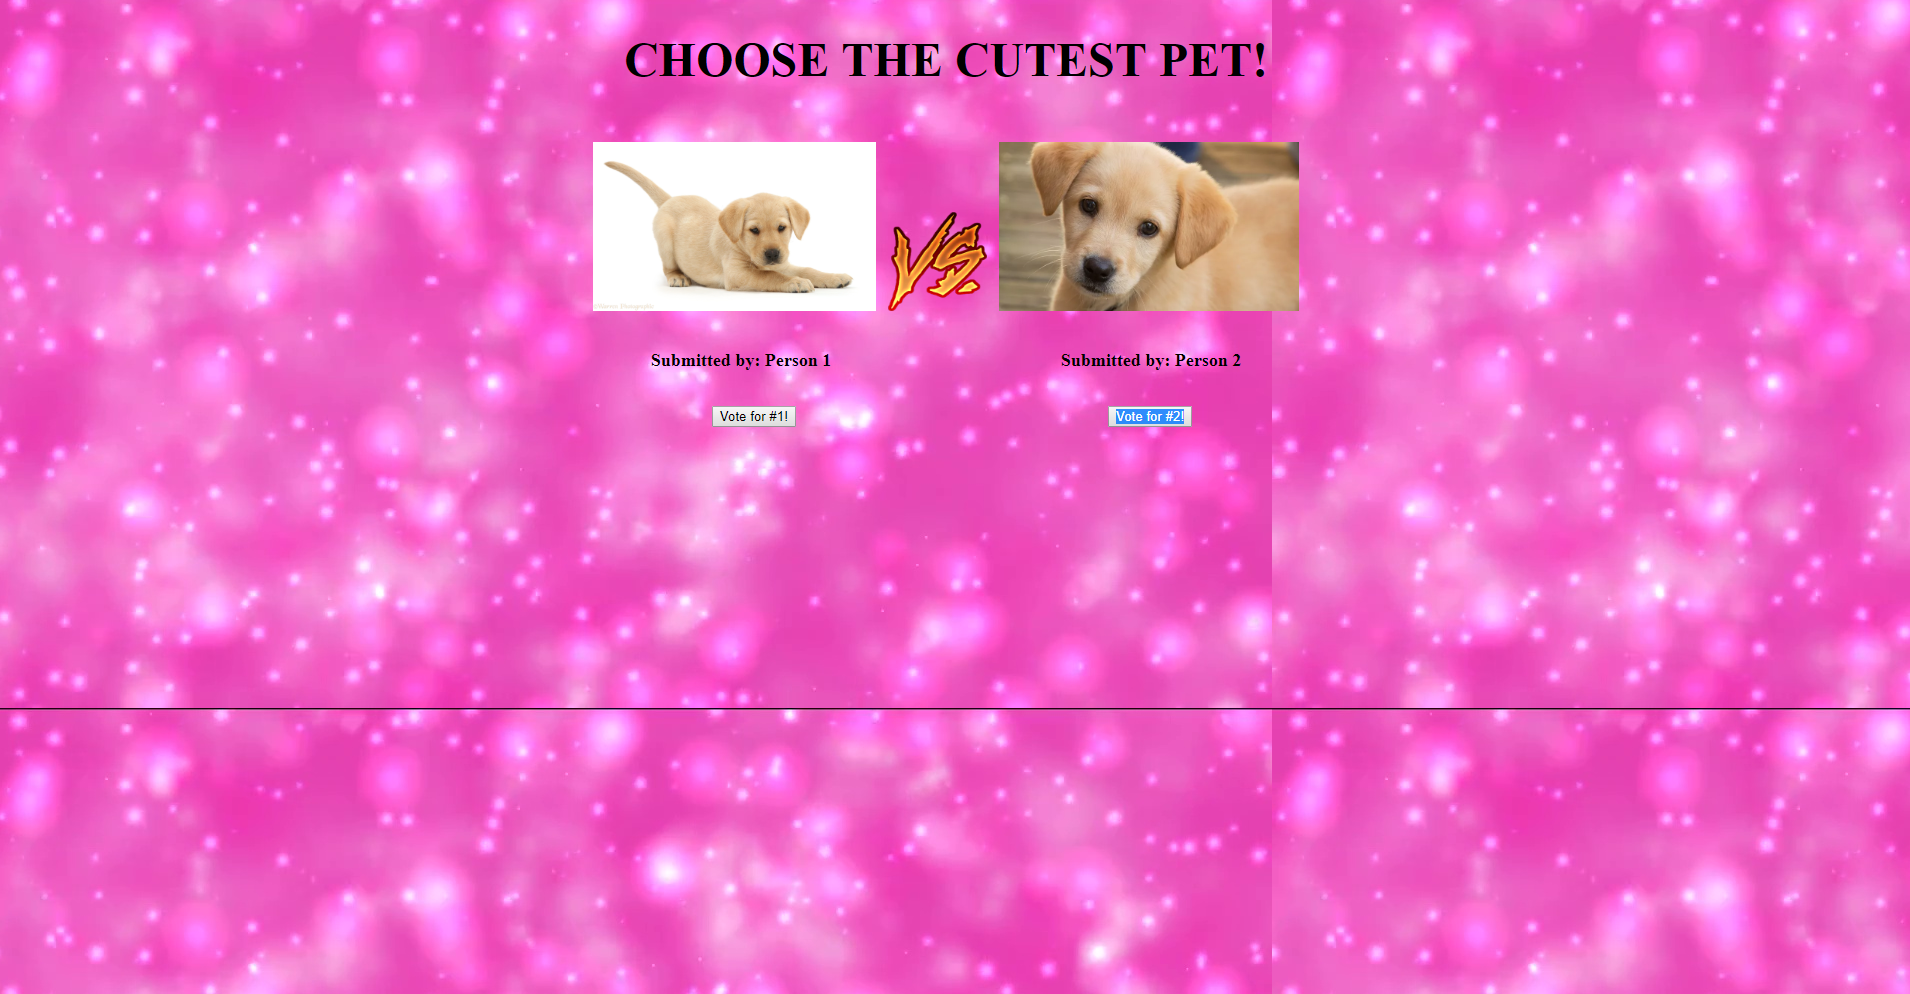 CHOOSE THE CUTEST PET!
VS.
Submitted by: Person 1
Submitted by: Person 2
Vote for #1!
Vote for #2!